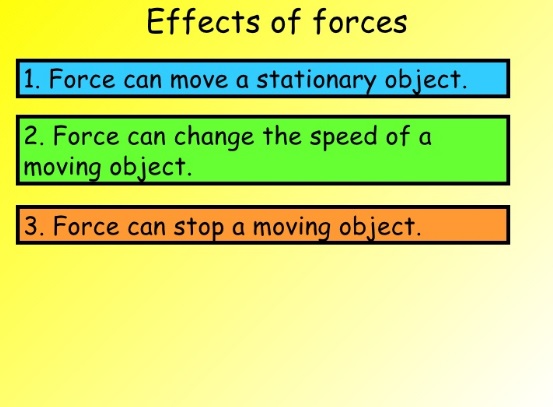 Effects of forces
1. Force can move a stationary object.
2. Force can change the speed of a
moving object.
3. Force can stop a moving object.